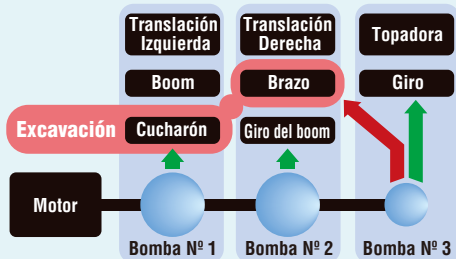 Translación
Izquierda
Translación
Derecha
Topadora
Boom
Brazo
Giro
Excavación
Cucharón
Giro del boom
Motor
Bomba Nº 1
Bomba Nº 2
Bomba Nº 3